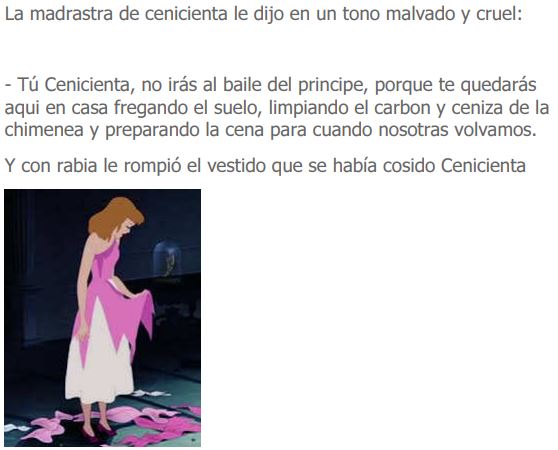 La madrastra de cenicienta le dijo en un tono malvado y cruel:
- Tú Cenicienta, no irás al baile del principe, porque te quedarás
aqui en casa fregando el suelo, limpiando el carbon y ceniza de la
chimenea y preparando la cena para cuando nosotras volvamos.
Y con rabia le rompió el vestido que se había cosido Cenicienta